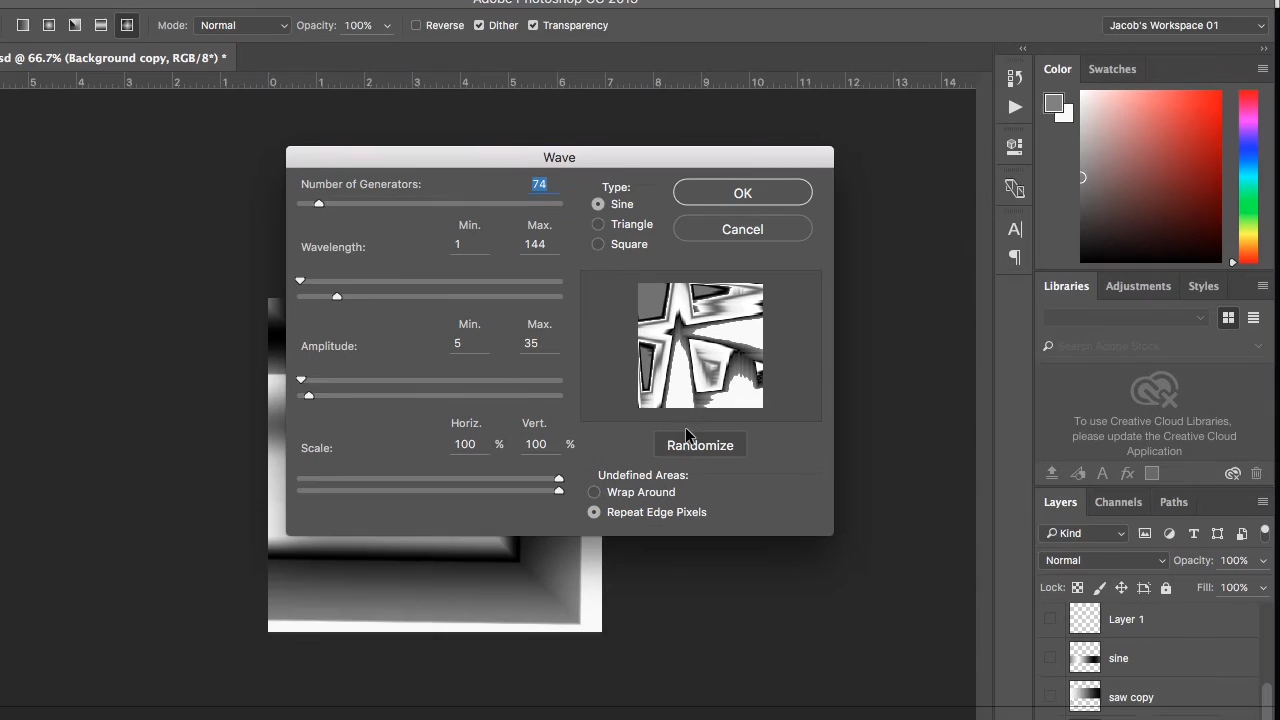 Adobe Photoshop CC 2015
Mode: Normal Opacity: 100% Reverse Dither Transparency Jacob's Workspace 01
sd @ 66.7% (Background copy, RGB/8*) *
5 4 3 2 1 0 1 2 3 4 5 6 7 8 9 10 11 12 13 14
Color Swatches
Wave
Number of Generators: 74
Type:
Sine
Triangle
Square
OK
Cancel
Min. Max.
Wavelength: 1 144
Min. Max.
Amplitude: 5 35
Horiz. Vert.
Scale: 100 % 100 %
Randomize
Undefined Areas:
Wrap Around
Repeat Edge Pixels
Libraries Adjustments Styles
Search Adobe Stock
To use Creative Cloud Libraries,
please update the Creative Cloud
Application
Layers Channels Paths
Kind
Normal Opacity: 100%
Lock: Fill: 100%
Layer 1
sine
saw copy